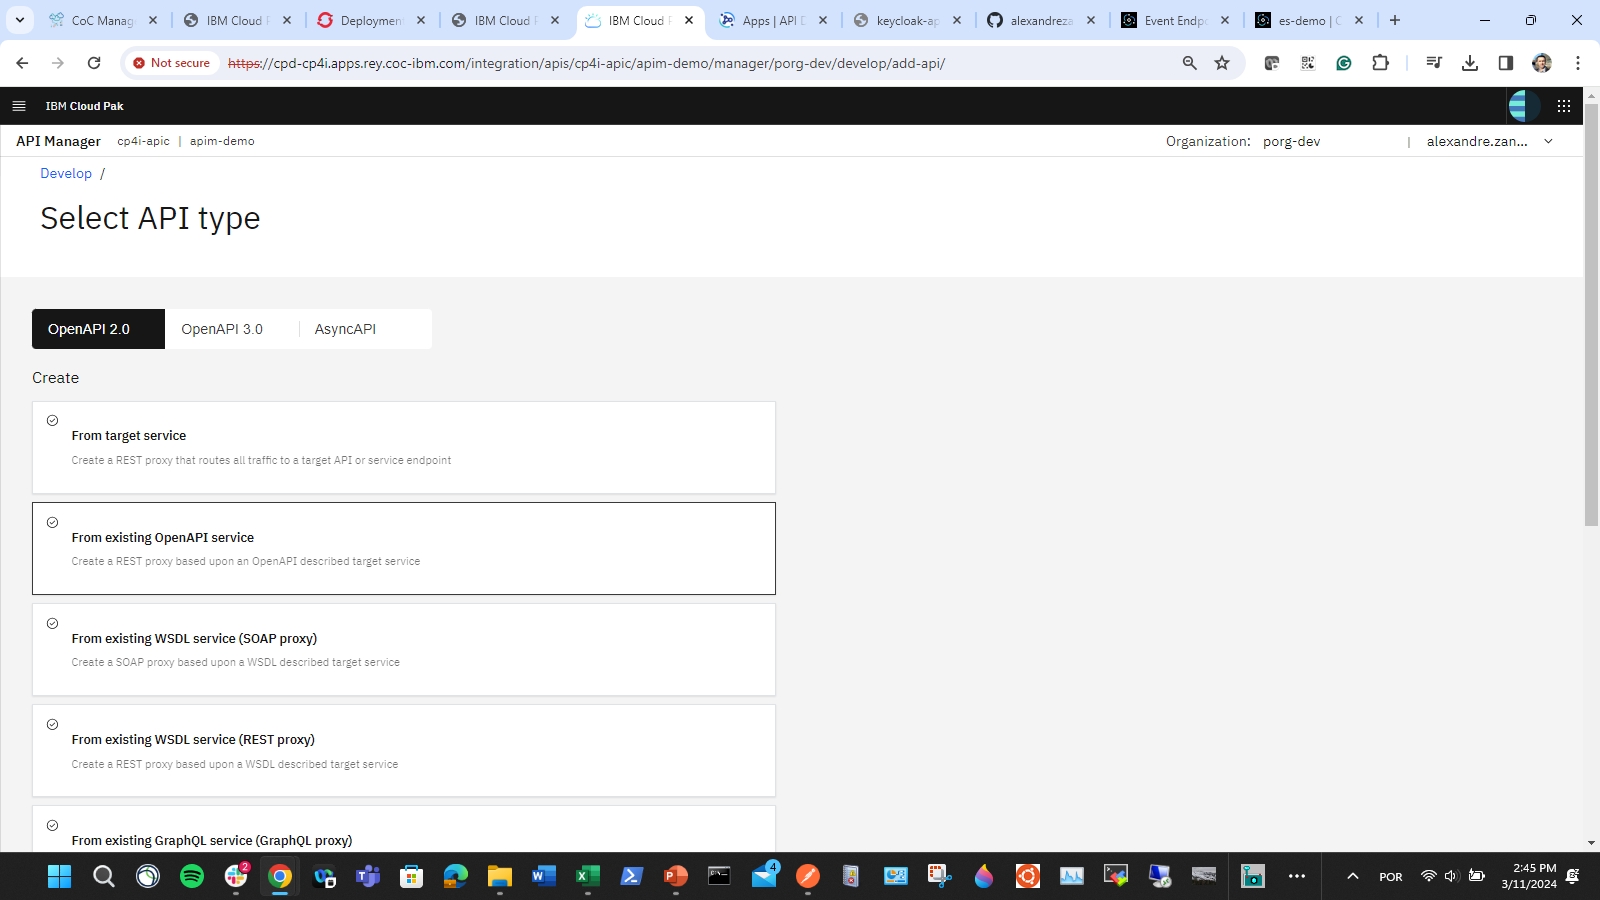 CoC Manag
IBM Cloud P
Deploymen
IBM Cloud P
IBM Cloud P
Apps | API D
keycloak-ap
alexandreza
Event Endp
es-demo | C
Not secure
https://cpd-cp4i.apps.rey.coc-ibm.com/integration/apis/cp4i-apic/apim-demo/manager/porg-dev/develop/add-api/
IBM Cloud Pak
API Manager cp4i-apic | apim-demo
Organization: porg-dev | alexandre.zan...
Develop /
Select API type
OpenAPI 2.0 OpenAPI 3.0 AsyncAPI
Create
From target service
Create a REST proxy that routes all traffic to a target API or service endpoint
From existing OpenAPI service
Create a REST proxy based upon an OpenAPI described target service
From existing WSDL service (SOAP proxy)
Create a SOAP proxy based upon a WSDL described target service
From existing WSDL service (REST proxy)
Create a REST proxy based upon a WSDL described target service
From existing GraphQL service (GraphQL proxy)
2
4
POR
2:45 PM
3/11/2024